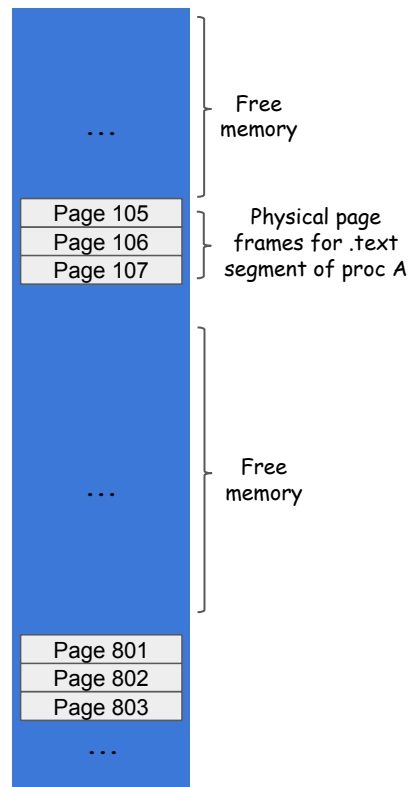 ...
Free
memory
Page 105
Page 106
Page 107
Physical page
frames for .text
segment of proc A
...
Free
memory
Page 801
Page 802
Page 803
...